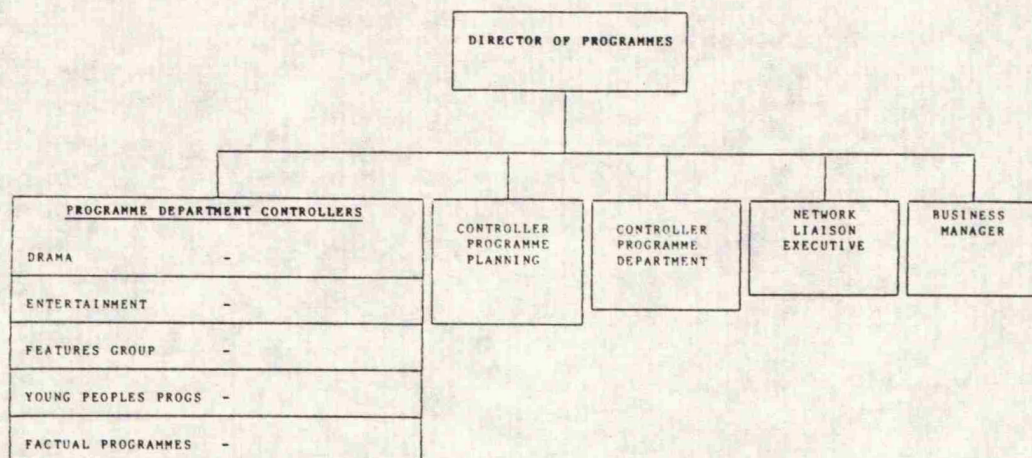 DIRECTOR OF PROGRAMMES
PROGRAMME DEPARTMENT CONTROLLERS
DRAMA -
ENTERTAINMENT -
FEATURES GROUP -
YOUNG PEOPLES PROGS -
FACTUAL PROGRAMMES -
CONTROLLER
PROGRAMME
PLANNING
CONTROLLER
PROGRAMME
DEPARTMENT
NETWORK
LIAISON
EXECUTIVE
BUSINESS
MANAGER